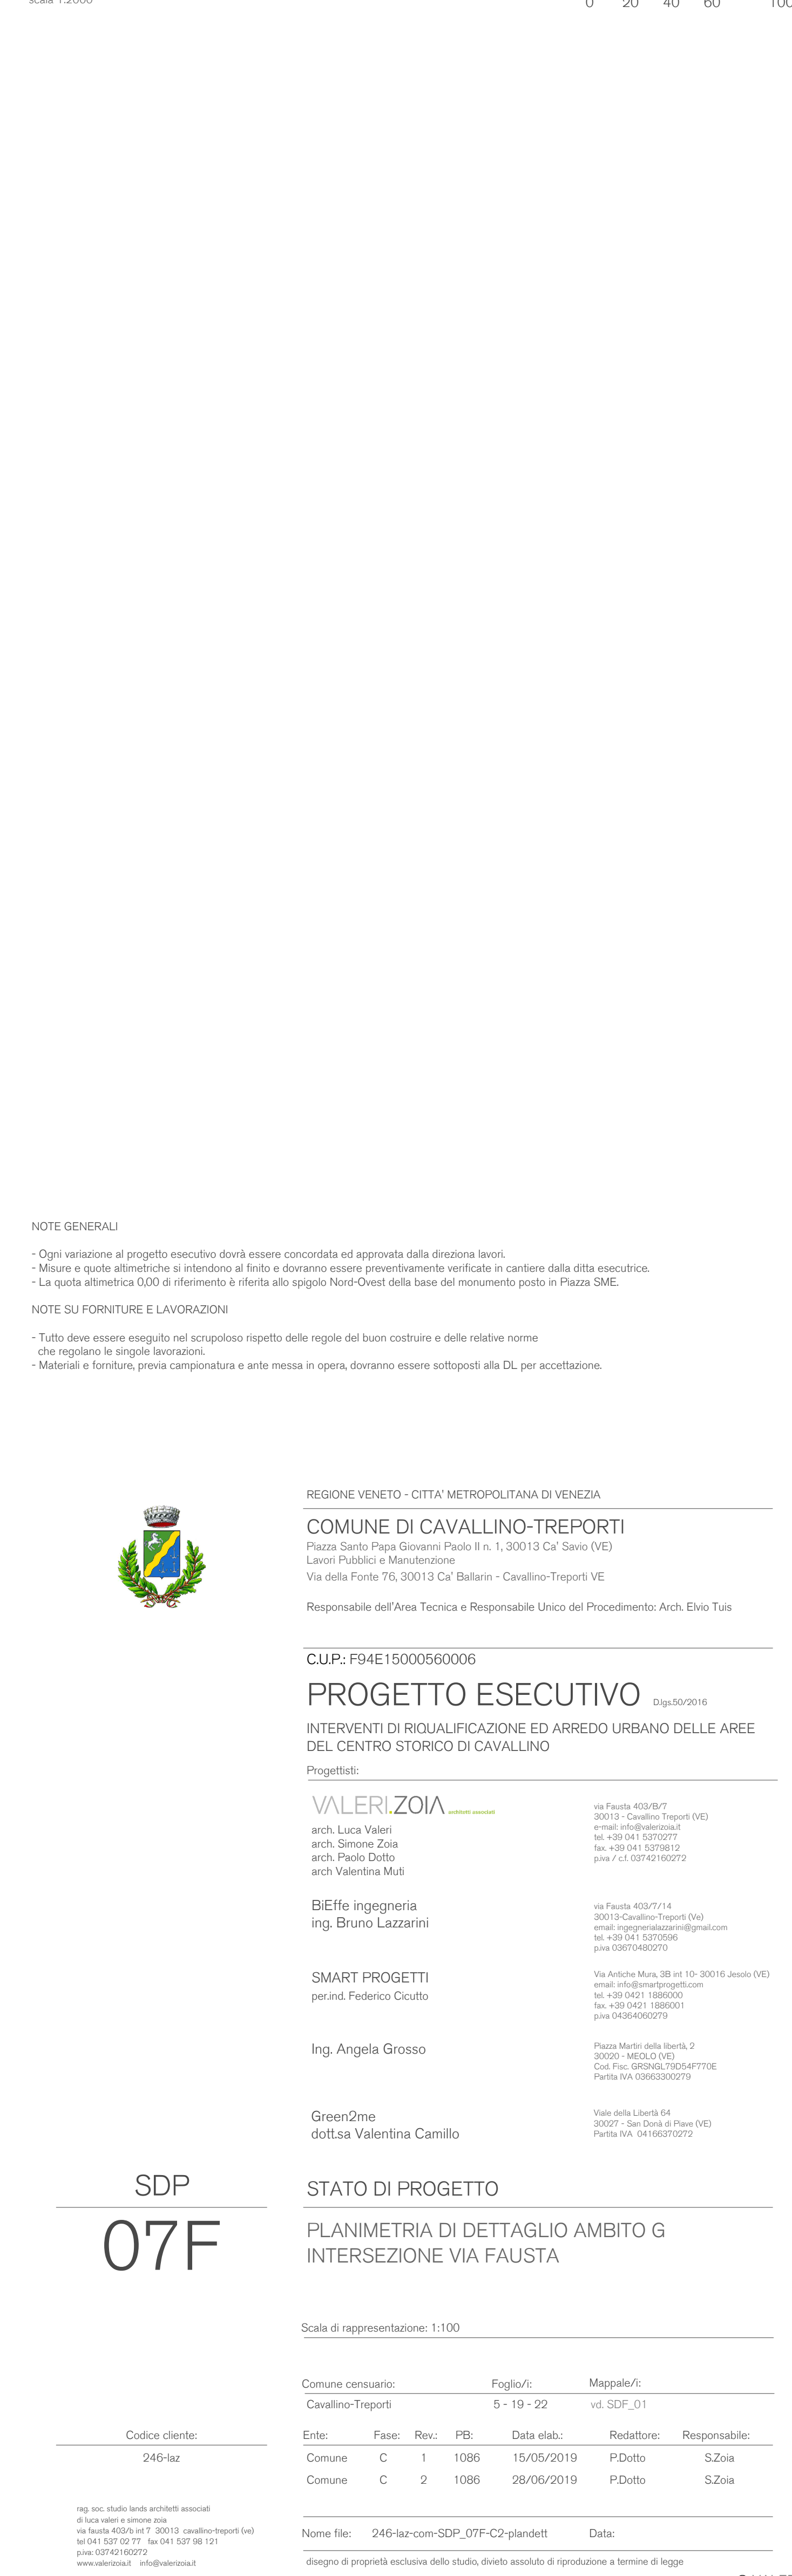 scala 1:2000
0 20 40 60 100
NOTE GENERALI
- Ogni variazione al progetto esecutivo dovrà essere concordata ed approvata dalla direziona lavori.
- Misure e quote altimetriche si intendono al finito e dovranno essere preventivamente verificate in cantiere dalla ditta esecutrice.
- La quota altimetrica 0,00 di riferimento è riferita allo spigolo Nord-Ovest della base del monumento posto in Piazza SME.
NOTE SU FORNITURE E LAVORAZIONI
- Tutto deve essere eseguito nel scrupoloso rispetto delle regole del buon costruire e delle relative norme
che regolano le singole lavorazioni.
- Materiali e forniture, previa campionatura e ante messa in opera, dovranno essere sottoposti alla DL per accettazione.
REGIONE VENETO - CITTA' METROPOLITANA DI VENEZIA
COMUNE DI CAVALLINO-TREPORTI
Piazza Santo Papa Giovanni Paolo II n. 1, 30013 Ca' Savio (VE)
Lavori Pubblici e Manutenzione
Via della Fonte 76, 30013 Ca' Ballarin - Cavallino-Treporti VE
Responsabile dell'Area Tecnica e Responsabile Unico del Procedimento: Arch. Elvio Tuis
C.U.P.: F94E15000560006
PROGETTO ESECUTIVO D.lgs.50/2016
INTERVENTI DI RIQUALIFICAZIONE ED ARREDO URBANO DELLE AREE
DEL CENTRO STORICO DI CAVALLINO
Progettisti:
VALERI.ZOIA architetti associati
arch. Luca Valeri
arch. Simone Zoia
arch. Paolo Dotto
arch Valentina Muti
via Fausta 403/B/7
30013 - Cavallino Treporti (VE)
e-mail: info@valerizoia.it
tel. +39 041 5370277
fax. +39 041 5379812
p.iva / c.f. 03742160272
BiEffe ingegneria
ing. Bruno Lazzarini
via Fausta 403/7/14
30013-Cavallino-Treporti (Ve)
email: ingegnerialazzarini@gmail.com
tel. +39 041 5370596
p.iva 03670480270
SMART PROGETTI
per.ind. Federico Cicutto
Via Antiche Mura, 3B int 10- 30016 Jesolo (VE)
email: info@smartprogetti.com
tel. +39 0421 1886000
fax. +39 0421 1886001
p.iva 04364060279
Ing. Angela Grosso
Piazza Martiri della libertà, 2
30020 - MEOLO (VE)
Cod. Fisc. GRSNGL79D54F770E
Partita IVA 03663300279
Green2me
dott.sa Valentina Camillo
Viale della Libertà 64
30027 - San Donà di Piave (VE)
Partita IVA 04166370272
SDP
07F
STATO DI PROGETTO
PLANIMETRIA DI DETTAGLIO AMBITO G
INTERSEZIONE VIA FAUSTA
Scala di rappresentazione: 1:100
Comune censuario: Foglio/i: Mappale/i:
Cavallino-Treporti 5 - 19 - 22 vd. SDF_01
Codice cliente:
246-laz
Ente: Fase: Rev.: PB: Data elab.: Redattore: Responsabile:
Comune C 1 1086 15/05/2019 P.Dotto S.Zoia
Comune C 2 1086 28/06/2019 P.Dotto S.Zoia
rag. soc. studio lands architetti associati
di luca valeri e simone zoia
via fausta 403/b int 7 30013 cavallino-treporti (ve)
tel 041 537 02 77 fax 041 537 98 121
p.iva: 03742160272
www.valerizoia.it info@valerizoia.it
Nome file: 246-laz-com-SDP_07F-C2-plandett Data:
disegno di proprietà esclusiva dello studio, divieto assoluto di riproduzione a termine di legge